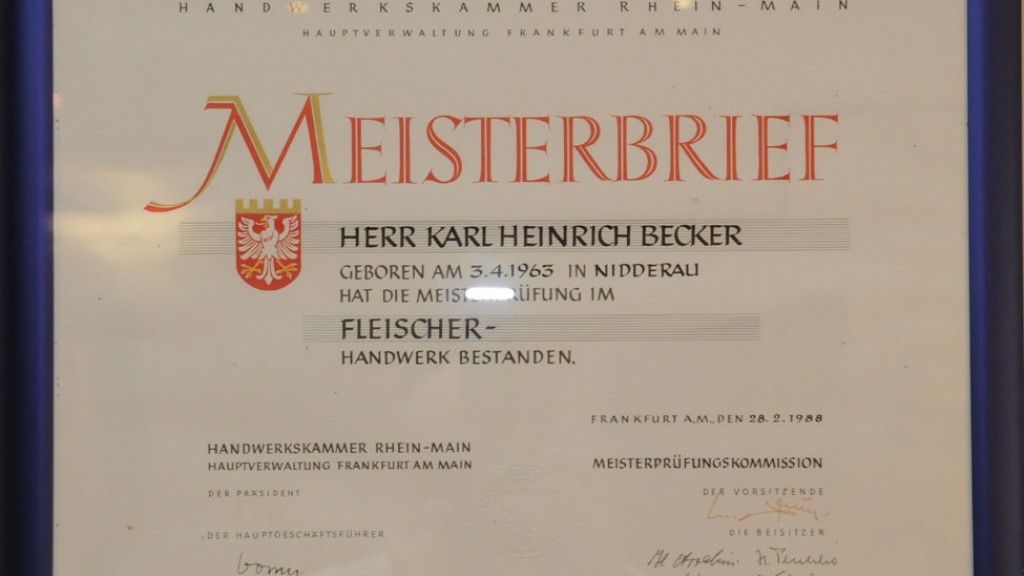 HANDWERKSKAMMER RHEIN-MAIN
HAUPTVERWALTUNG FRANKFURT AM MAIN
MEISTERBRIEF
HERR KARL HEINRICH BECKER
GEBOREN AM 3.4.1963 IN NIDDERAU
HAT DIE MEISTERPRÜFUNG IM
FLEISCHER-
HANDWERK BESTANDEN.
FRANKFURT A.M., DEN 28.2.1988
HANDWERKSKAMMER RHEIN-MAIN
HAUPTVERWALTUNG FRANKFURT AM MAIN
DER PRÄSIDENT
DER HAUPTGESCHÄFTSFÜHRER
MEISTERPRÜFUNGSKOMMISSION
DER VORSITZENDE
DIE BEISITZER